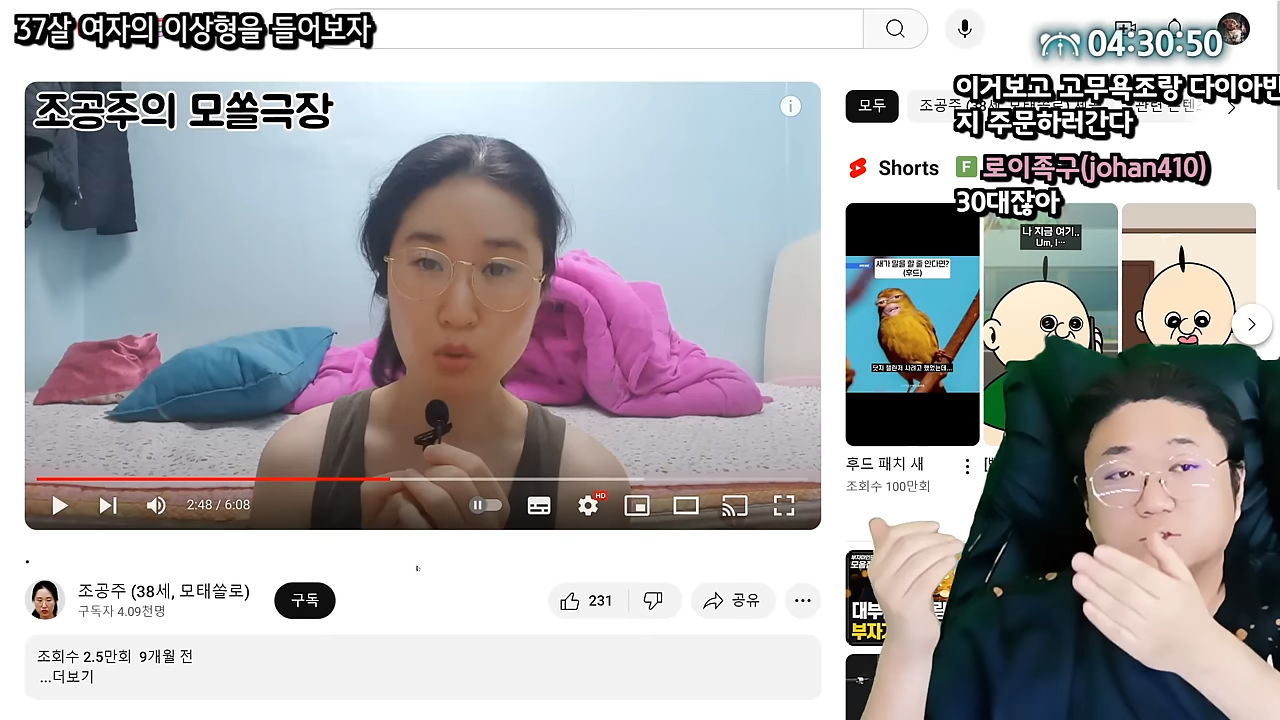 37살 여자의 이상형을 들어보자
04:30:50
조공주의 모쏠극장
이거보고 고무욕조랑 다이아반
지 주문하러간다
모두
F 로이족구(johan410)
30대잖아
Shorts
나 지금 여기..
Um, I…
새가 말을 할 줄 안다면?
(후드)
2:48 / 6:08
HD
후드 패치 새
조회수 100만회
.
조공주 (38세, 모태쏠로)
구독자 4.09천명
구독
231
공유
조회수 2.5만회 9개월 전
...더보기
대부
부자